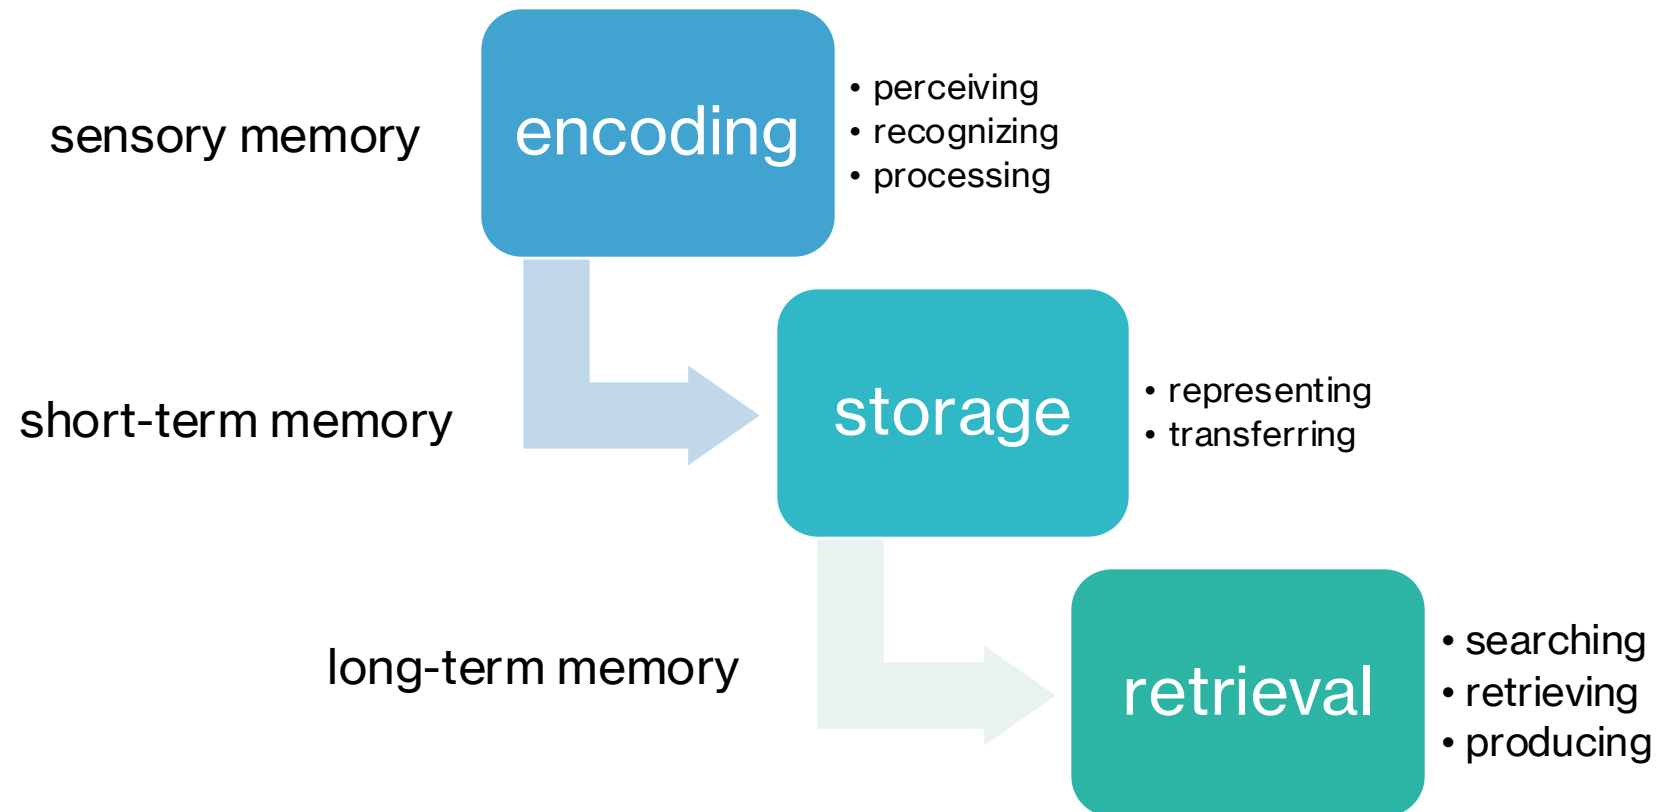 sensory memory
encoding
• perceiving
• recognizing
• processing
short-term memory
storage
• representing
• transferring
long-term memory
retrieval
• searching
• retrieving
• producing